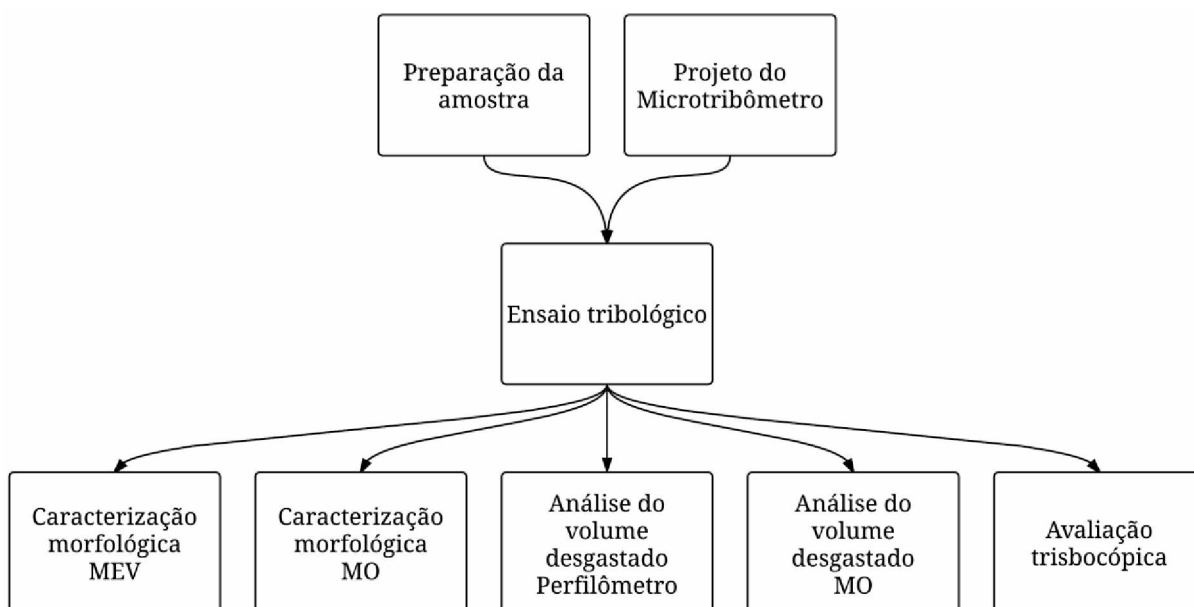 Preparação da
amostra
Projeto do
Microtribômetro
Ensaio tribológico
Caracterização
morfológica
MEV
Caracterização
morfológica
MO
Análise do
volume
desgastado
Perfilômetro
Análise do
volume
desgastado
MO
Avaliação
trisbocópica